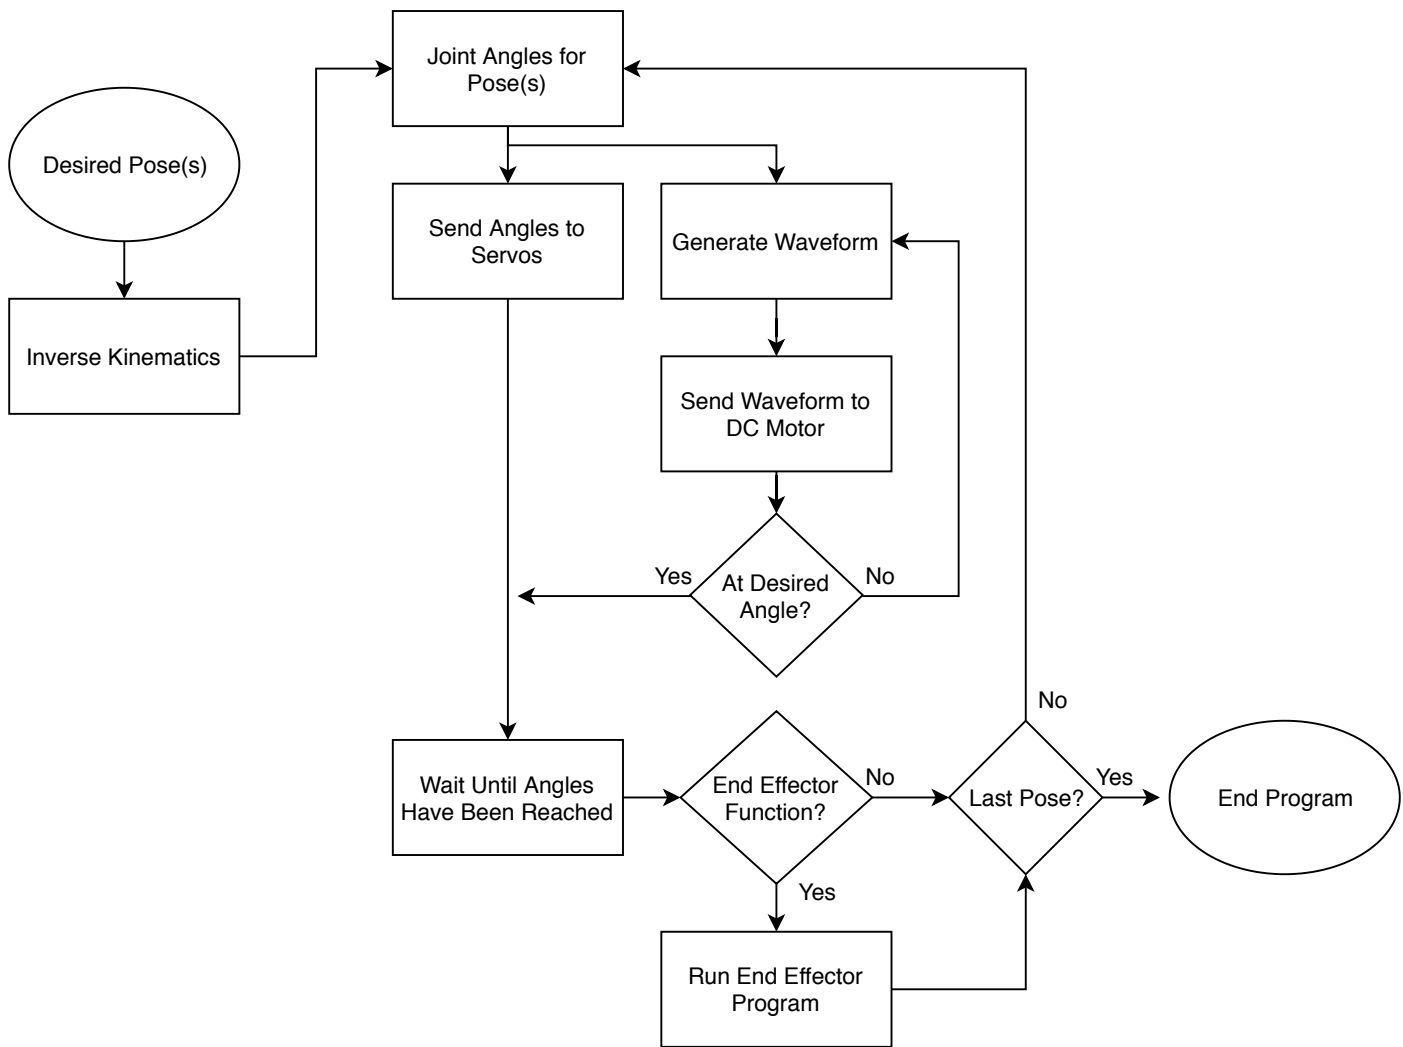 Joint Angles for
Pose(s)
Desired Pose(s)
Send Angles to
Servos
Generate Waveform
Inverse Kinematics
Send Waveform to
DC Motor
Yes
At Desired
Angle?
No
No
Wait Until Angles
Have Been Reached
End Effector
Function?
No
Last Pose?
Yes
End Program
Yes
Run End Effector
Program